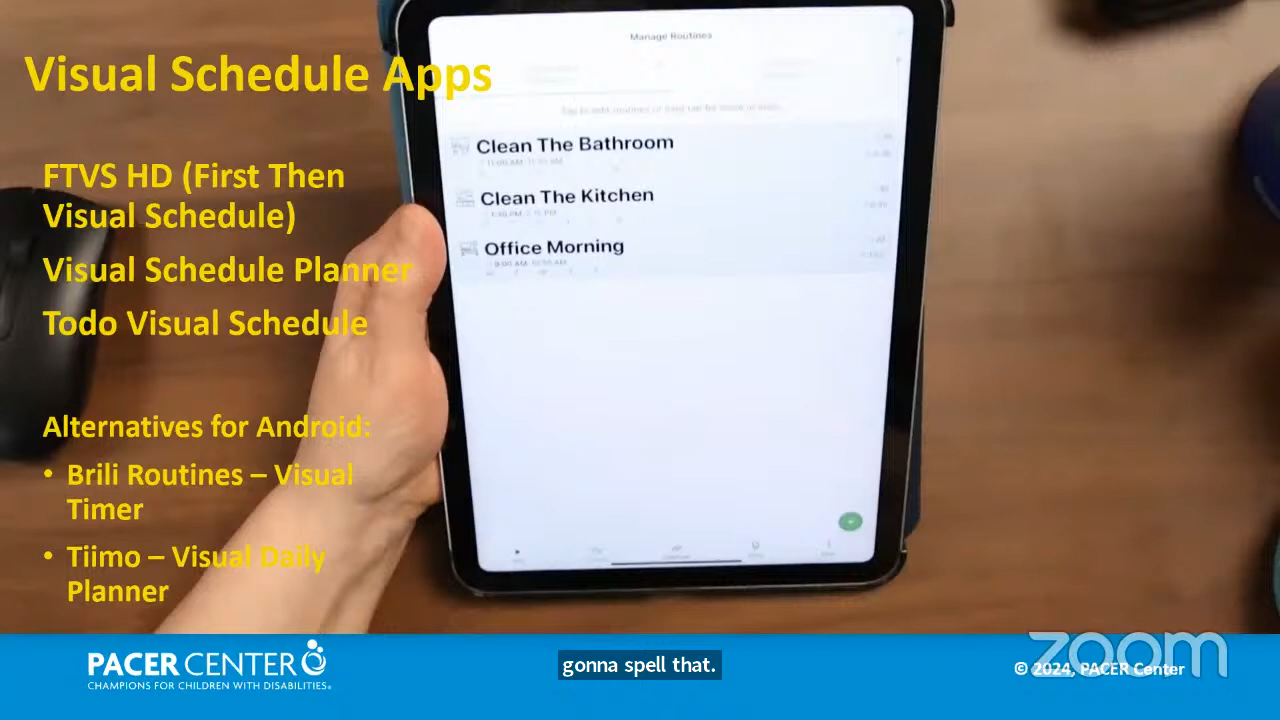 Visual Schedule Apps
FTVS HD (First Then
Visual Schedule)
Visual Schedule Planner
Todo Visual Schedule
Alternatives for Android:
• Brili Routines – Visual
Timer
• Tiimo – Visual Daily
Planner
Manage Routines
Clean The Bathroom
Clean The Kitchen
Office Morning
PACER CENTER
CHAMPIONS FOR CHILDREN WITH DISABILITIES
gonna spell that.
zoom
© 2024, PACER Center